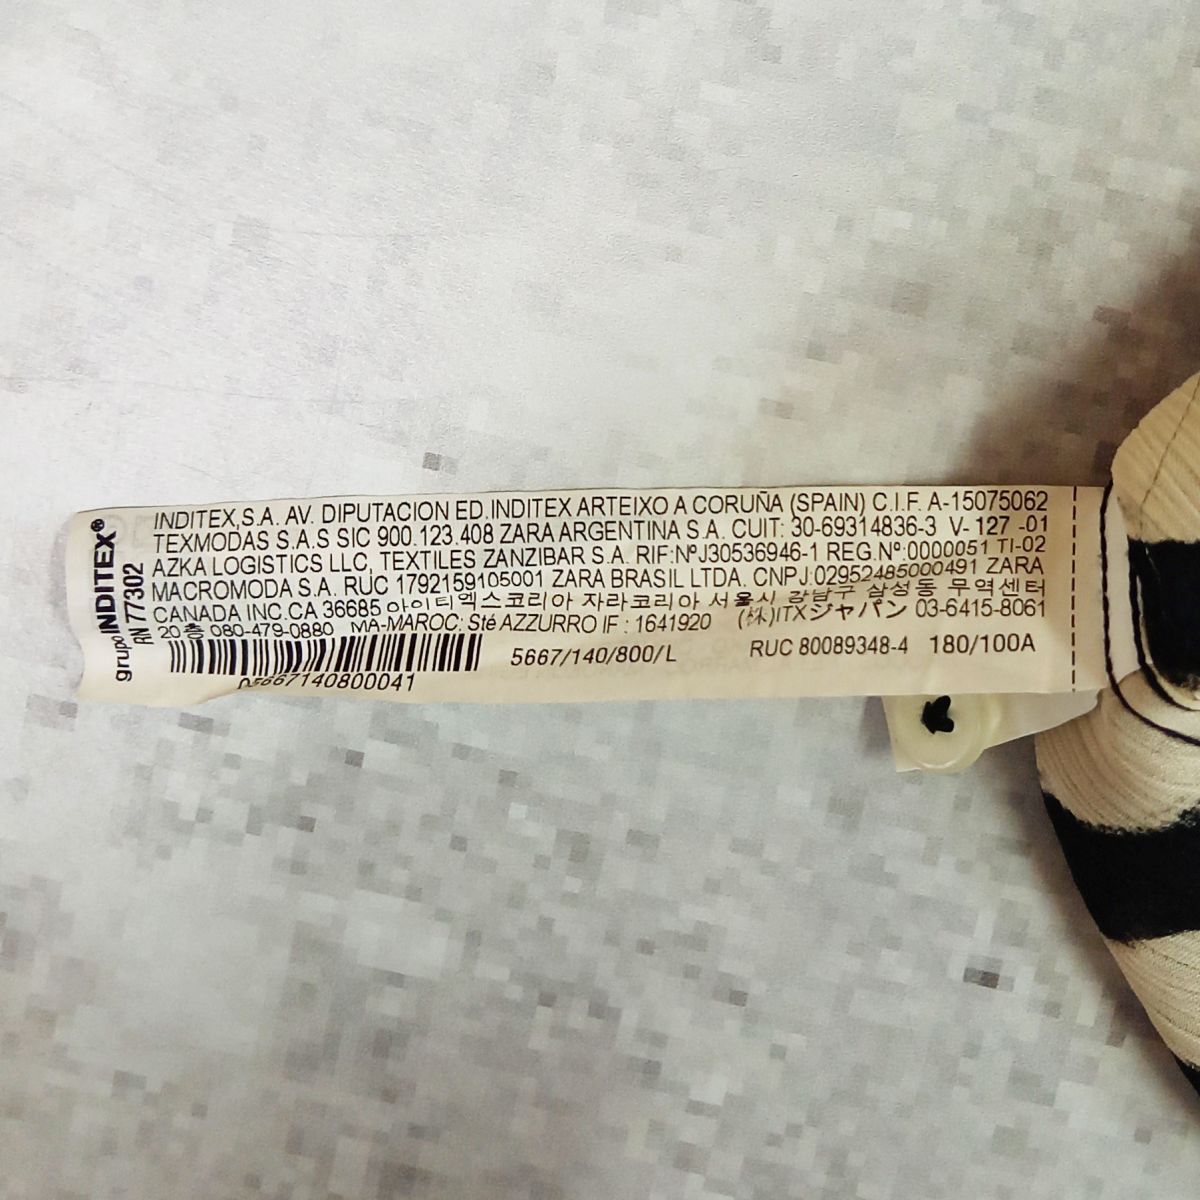 grupo INDITEX®
RN 77302
INDITEX,S.A. AV. DIPUTACION ED.INDITEX ARTEIXO A CORUÑA (SPAIN) C.I.F. A-15075062
TEXMODAS S.A.S SIC 900.123.408 ZARA ARGENTINA S.A. CUIT: 30-69314836-3 V-127-01
AZKA LOGISTICS LLC, TEXTILES ZANZIBAR S.A. RIF:NºJ30536946-1 REG.Nº:0000051 TI-02
MACROMODA S.A. RUC 1792159105001 ZARA BRASIL LTDA. CNPJ:02952485000491 ZARA
CANADA INC.CA 36685 아이티엑스코리아 자라코리아 서울시 강남구 삼성동 무역센터
20층 080-479-0880 MA-MAROC: Sté AZZURRO IF : 1641920 (株)ITXジャパン 03-6415-8061
5667/140/800/L RUC 80089348-4 180/100A
05667140800041